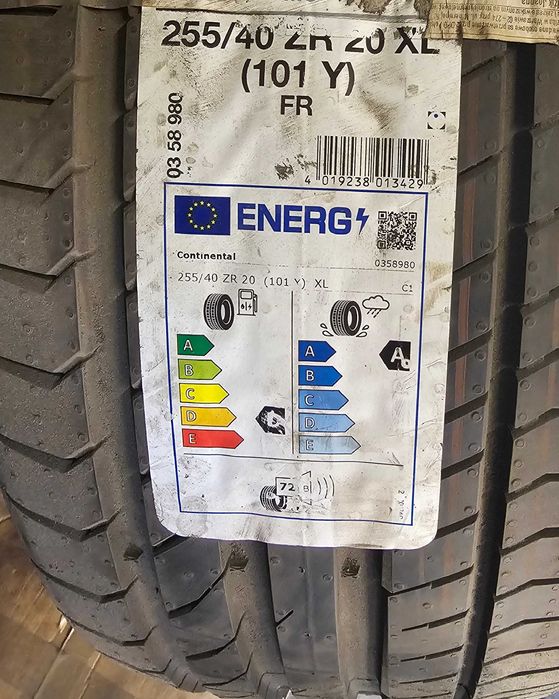 255/40 ZR 20 XL
(101 Y)
FR
03 58 980
4 019238 013429
ENERG
Continental
0358980
255/40 ZR 20 (101 Y) XL
C1
A
A
A
B
B
C
C
D
D
E
E
72 B